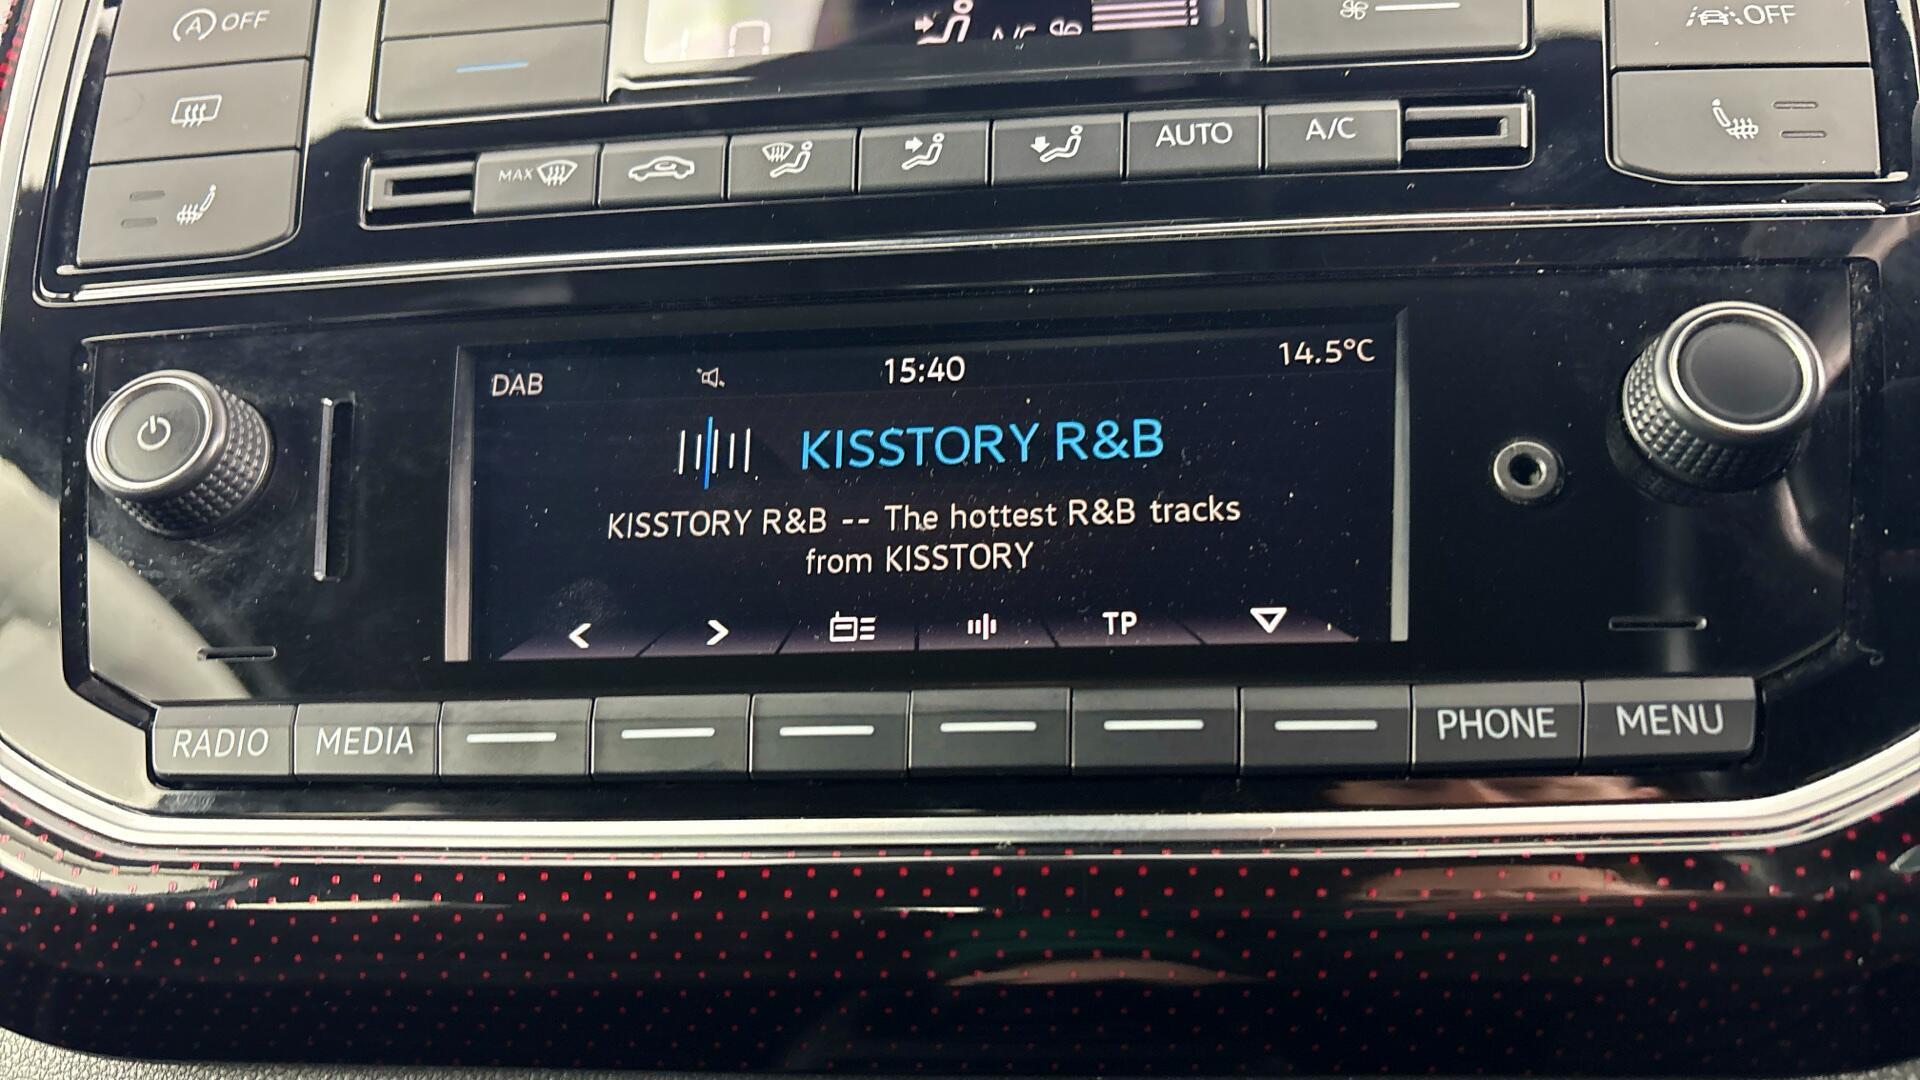 OFF
A/C
OFF
MAX
AUTO
A/C
DAB
15:40
14.5°C
KISSTORY R&B
KISSTORY R&B -- The hottest R&B tracks
from KISSTORY
TP
RADIO
MEDIA
PHONE
MENU